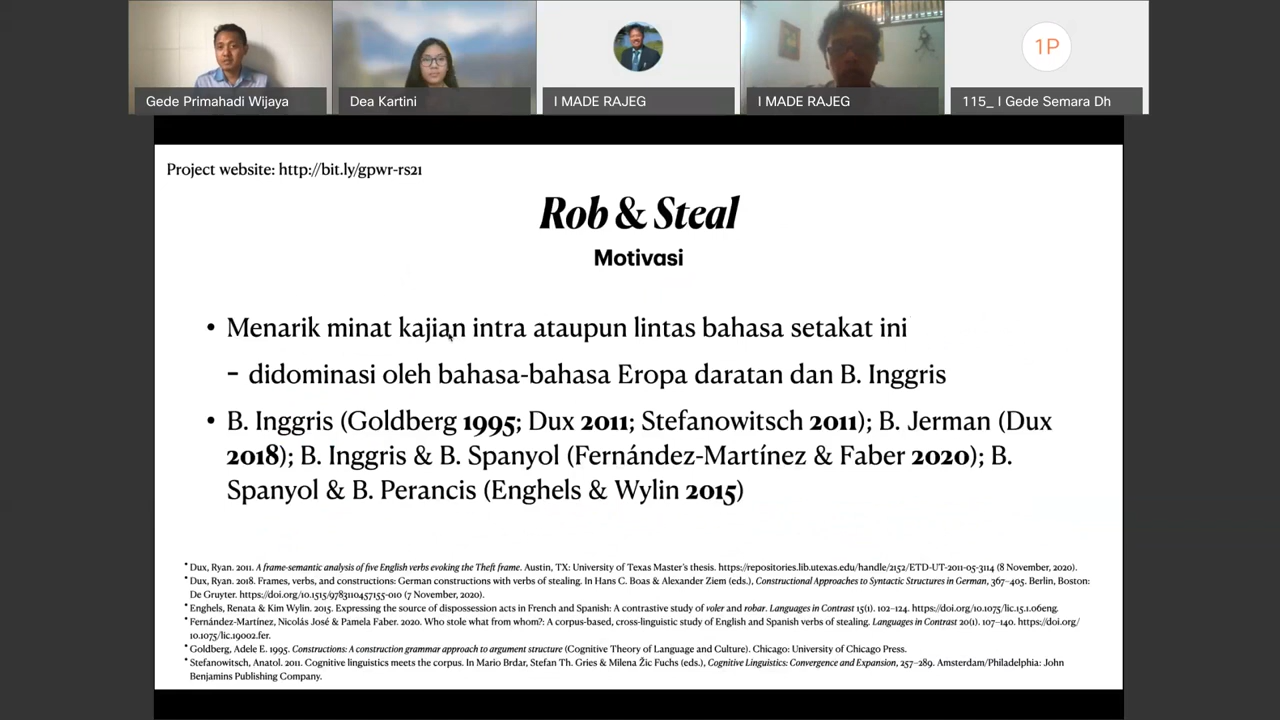 Gede Primahadi Wijaya
Dea Kartini
I MADE RAJEG
I MADE RAJEG
1P
115_ I Gede Semara Dh
Project website: http://bit.ly/gpwr-rs21
Rob & Steal
Motivasi
• Menarik minat kajian intra ataupun lintas bahasa setakat ini
– didominasi oleh bahasa-bahasa Eropa daratan dan B. Inggris
• B. Inggris (Goldberg 1995; Dux 2011; Stefanowitsch 2011); B. Jerman (Dux
2018); B. Inggris & B. Spanyol (Fernández-Martínez & Faber 2020); B.
Spanyol & B. Perancis (Enghels & Wylin 2015)
* Dux, Ryan. 2011. A frame-semantic analysis of five English verbs evoking the Theft frame. Austin, TX: University of Texas Master's thesis. https://repositories.lib.utexas.edu/handle/2152/ETD-UT-2011-05-3114 (8 November, 2020).
* Dux, Ryan. 2018. Frames, verbs, and constructions: German constructions with verbs of stealing. In Hans C. Boas & Alexander Ziem (eds.), Constructional Approaches to Syntactic Structures in German, 367–405. Berlin, Boston:
De Gruyter. https://doi.org/10.1515/9783110457155-010 (7 November, 2020).
* Enghels, Renata & Kim Wylin. 2015. Expressing the source of dispossession acts in French and Spanish: A contrastive study of voler and robar. Languages in Contrast 15(1). 102–124. https://doi.org/10.1075/lic.15.1.06eng.
* Fernández-Martínez, Nicolás José & Pamela Faber. 2020. Who stole what from whom?: A corpus-based, cross-linguistic study of English and Spanish verbs of stealing. Languages in Contrast 20(1). 107–140. https://doi.org/
10.1075/lic.19002.fer.
* Goldberg, Adele E. 1995. Constructions: A construction grammar approach to argument structure (Cognitive Theory of Language and Culture). Chicago: University of Chicago Press.
* Stefanowitsch, Anatol. 2011. Cognitive linguistics meets the corpus. In Mario Brdar, Stefan Th. Gries & Milena Žic Fuchs (eds.), Cognitive Linguistics: Convergence and Expansion, 257–289. Amsterdam/Philadelphia: John
Benjamins Publishing Company.